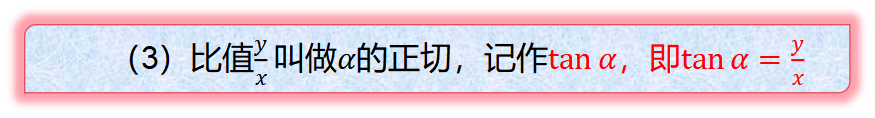 （3）比值y/x叫做α的正切，记作tan α，即tan α = y/x